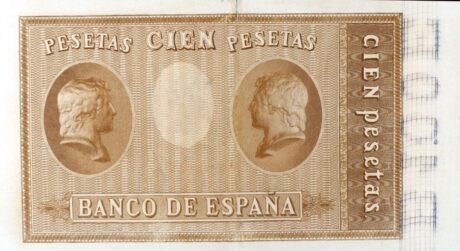 PESETAS CIEN PESETAS
BANCO DE ESPAÑA
CIEN pesetas.